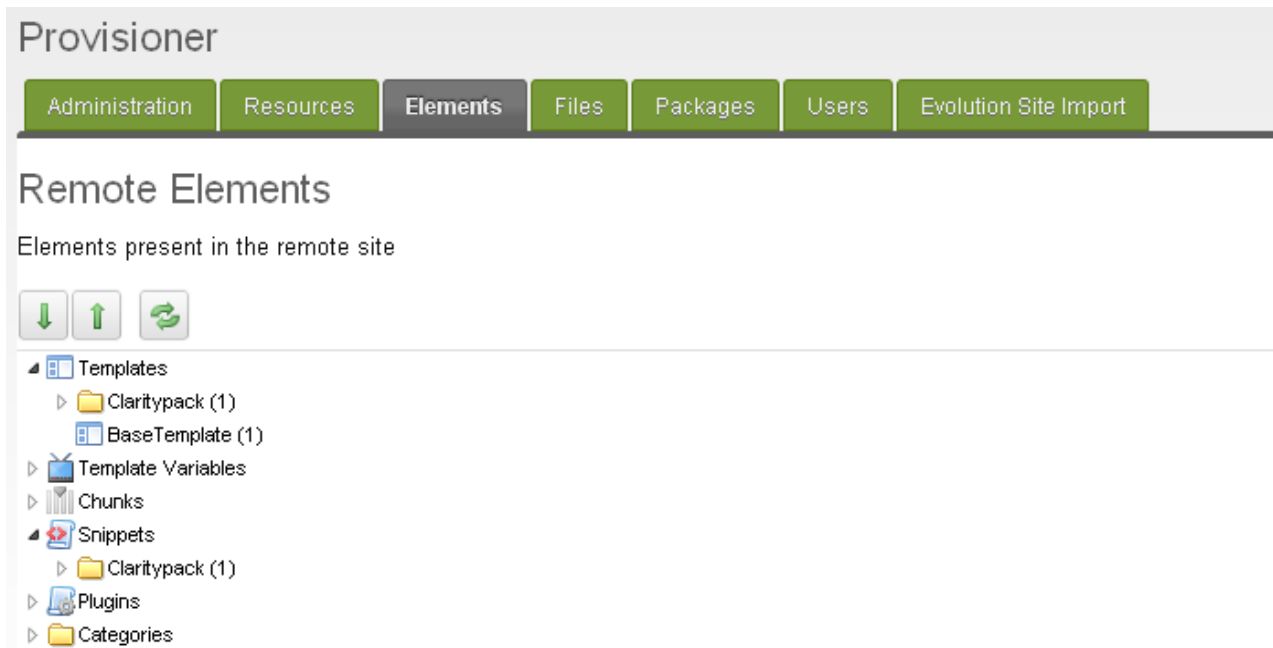 Provisioner
Administration Resources Elements Files Packages Users Evolution Site Import
Remote Elements
Elements present in the remote site
Templates
Claritypack (1)
BaseTemplate (1)
Template Variables
Chunks
Snippets
Claritypack (1)
Plugins
Categories